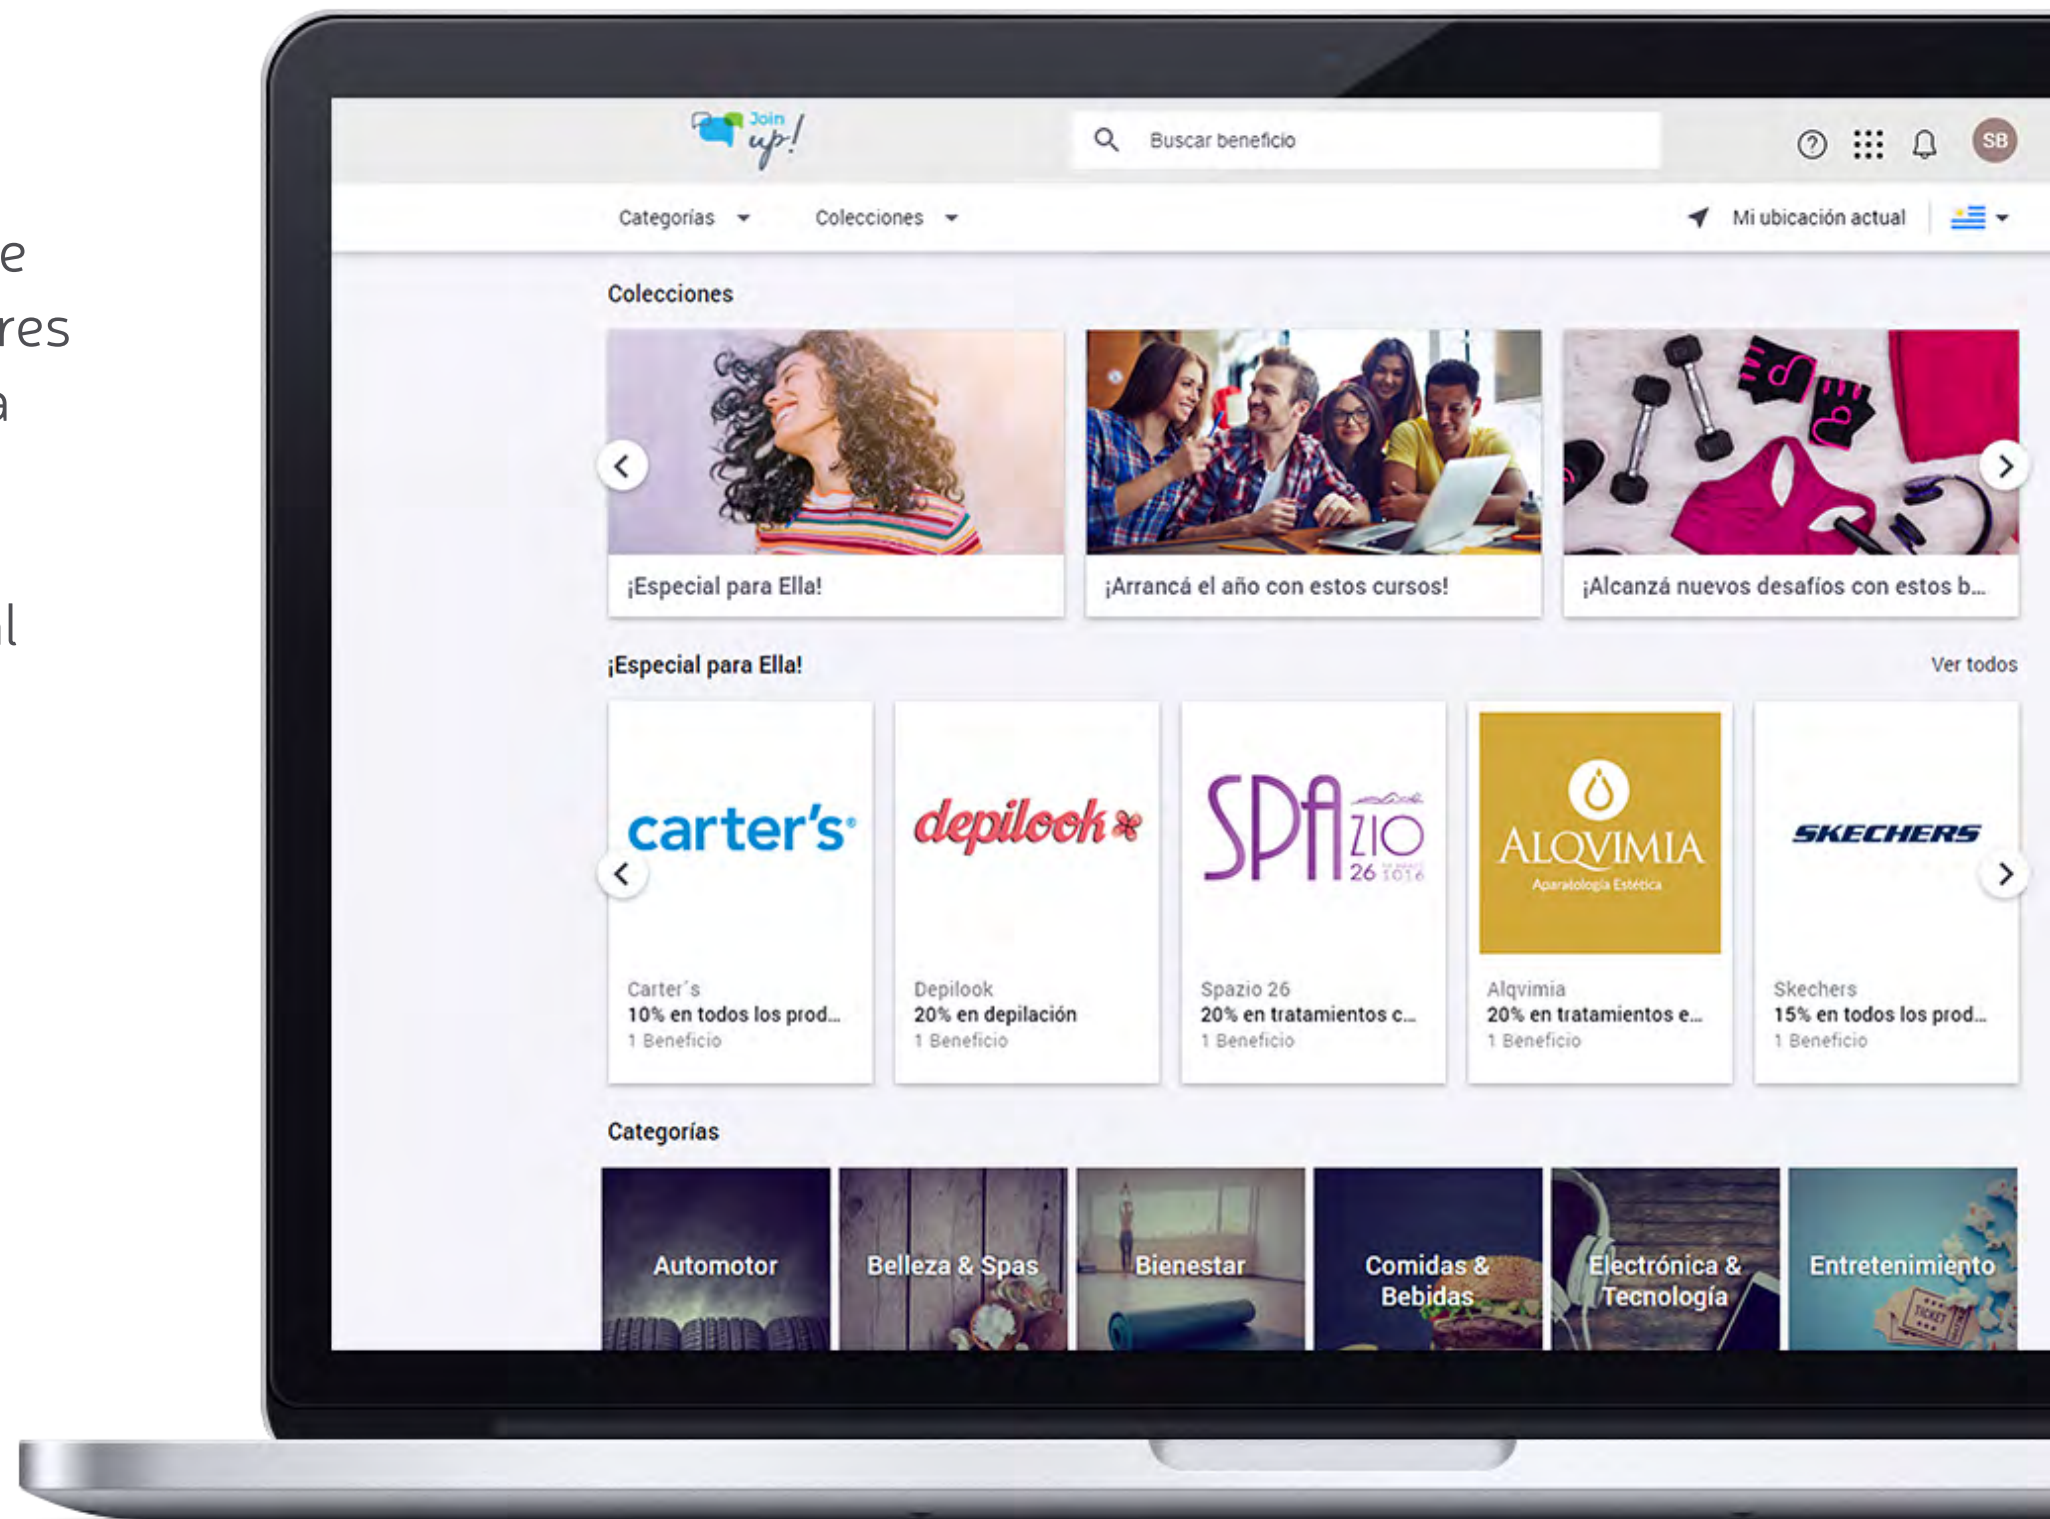 e
res
a
al
Join
up!
Buscar beneficio
SB
Categorías
Colecciones
Mi ubicación actual
Colecciones
¡Especial para Ella!
¡Arrancá el año con estos cursos!
¡Alcanzá nuevos desafíos con estos b...
¡Especial para Ella!
Ver todos
carter's®
depilook
SPAZIO
26
ALQVIMIA
Aparatología Estética
SKECHERS
Carter´s
10% en todos los prod...
1 Beneficio
Depilook
20% en depilación
1 Beneficio
Spazio 26
20% en tratamientos c...
1 Beneficio
Alqvimia
20% en tratamientos e...
1 Beneficio
Skechers
15% en todos los prod...
1 Beneficio
Categorías
Automotor
Belleza & Spas
Bienestar
Comidas &
Bebidas
Electrónica &
Tecnología
Entretenimiento
TICKET